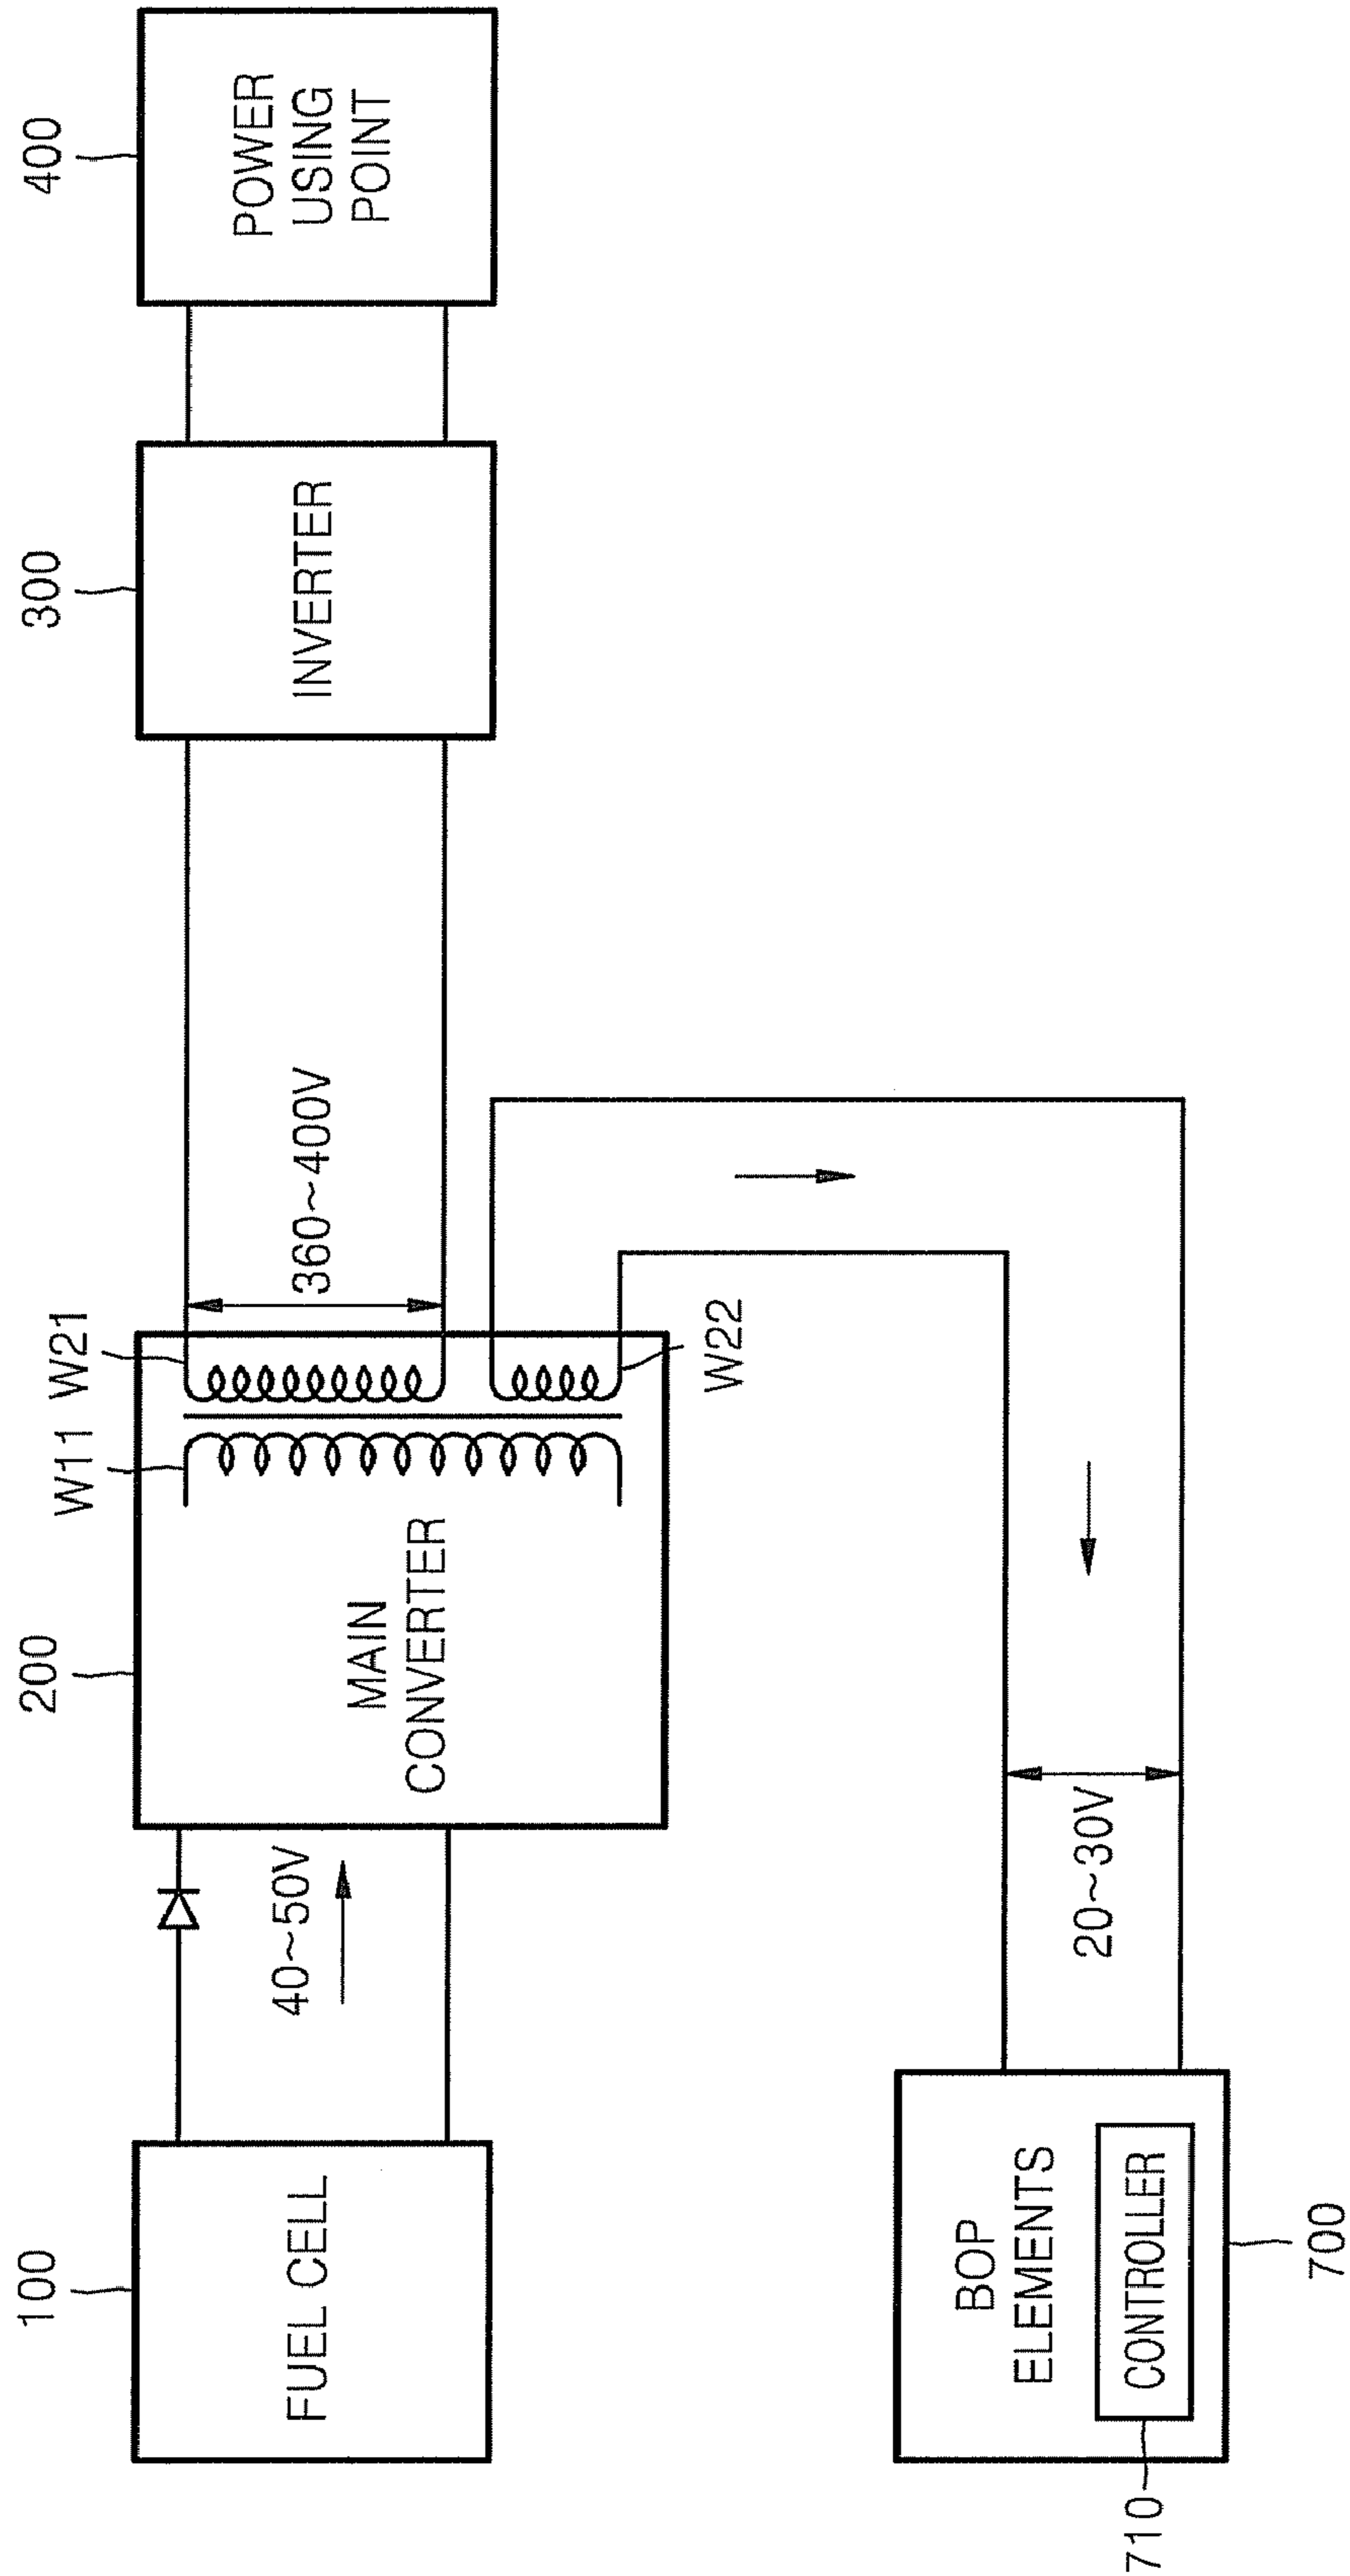 100
200
300
400
W11
W21
FUEL CELL
40~50V
MAIN
CONVERTER
360~400V
INVERTER
POWER
USING
POINT
W22
BOP
ELEMENTS
CONTROLLER
20~30V
710
700